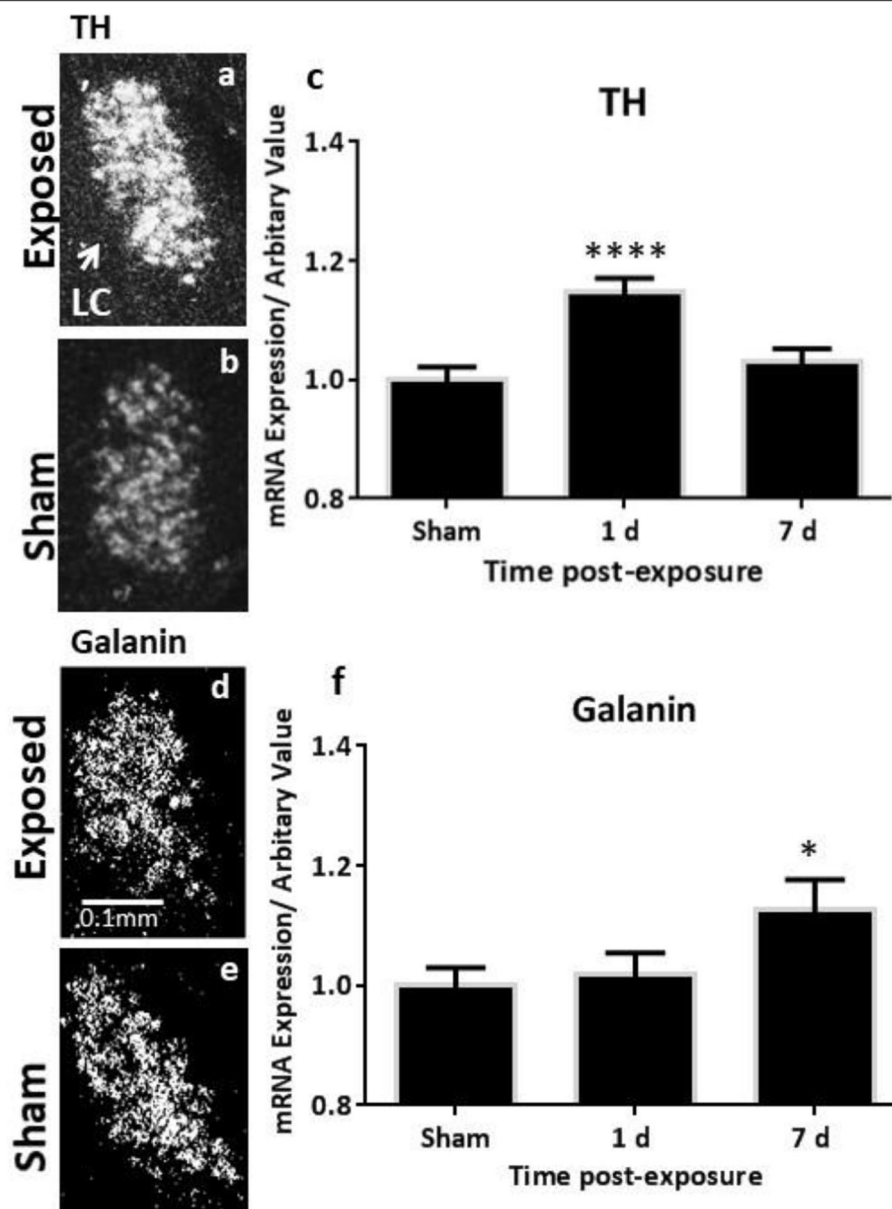 TH
Exposed
a
LC
Sham
b
c
TH
mRNA Expression/ Arbitary Value
1.4
1.2
1.0
0.8
****
Sham
1 d
7 d
Time post-exposure
Galanin
Exposed
d
0.1mm
Sham
e
f
Galanin
mRNA Expression/ Arbitary Value
1.4
1.2
1.0
0.8
*
Sham
1 d
7 d
Time post-exposure